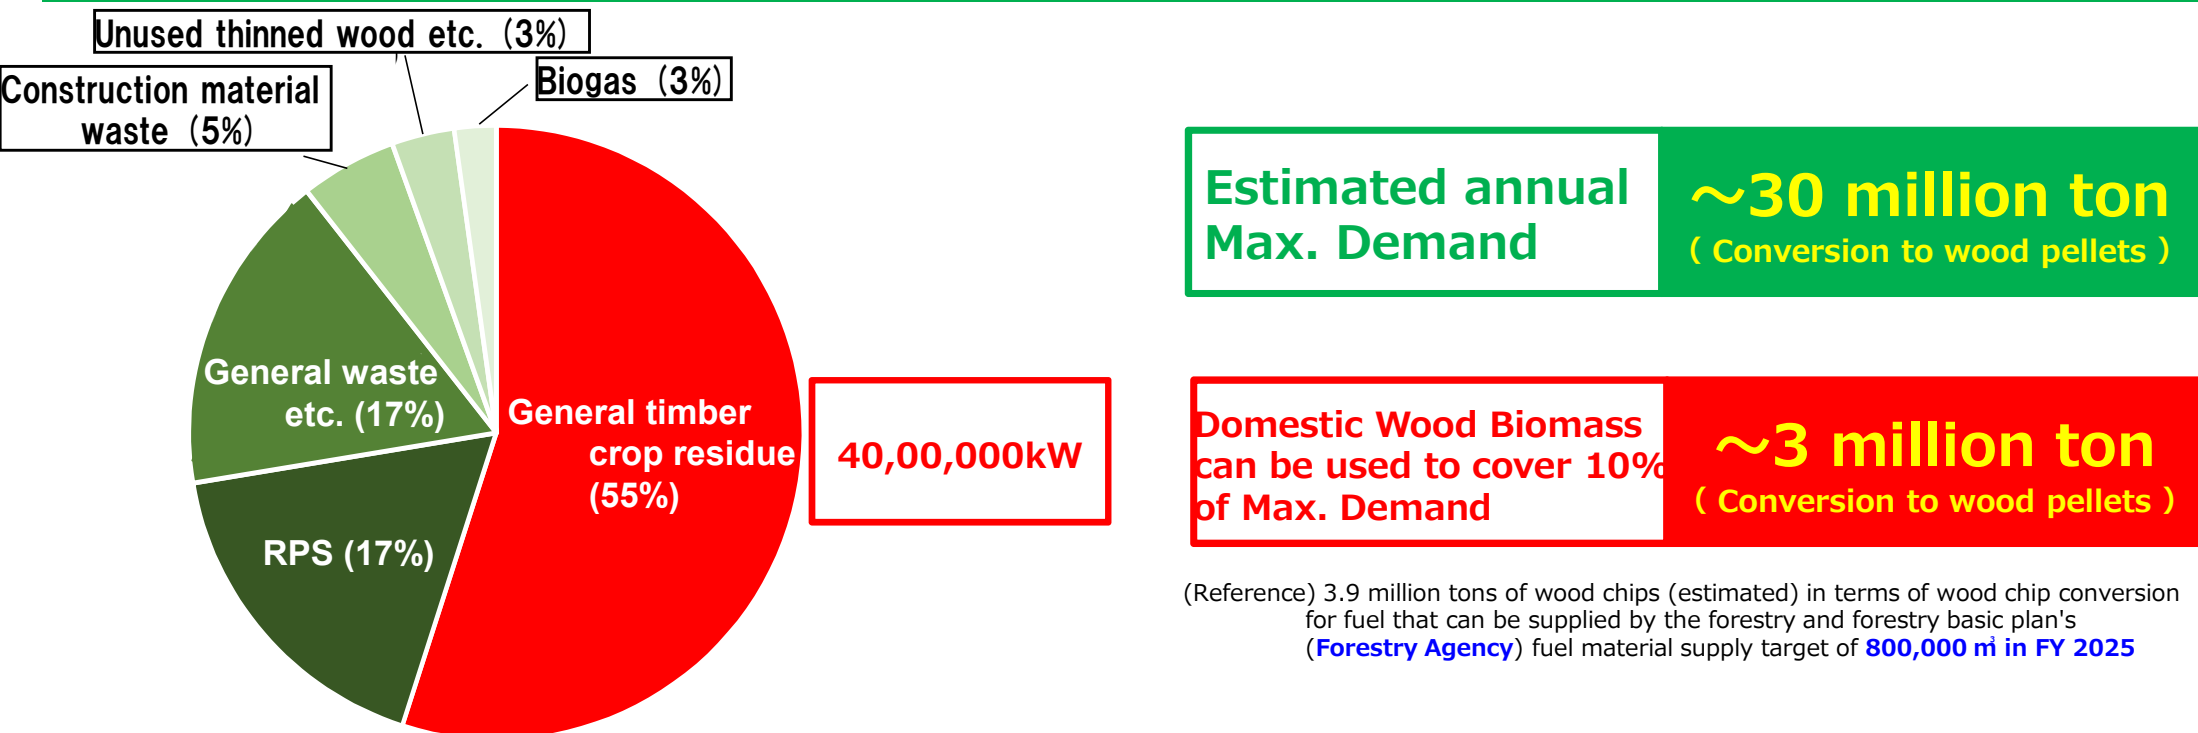 Unused thinned wood etc. (3%)
Biogas (3%)
Construction material
waste (5%)
General waste
etc. (17%)
General timber
crop residue
(55%)
RPS (17%)
40,00,000kW
Estimated annual
Max. Demand
～30 million ton
( Conversion to wood pellets )
Domestic Wood Biomass
can be used to cover 10%
of Max. Demand
～3 million ton
( Conversion to wood pellets )
(Reference) 3.9 million tons of wood chips (estimated) in terms of wood chip conversion
for fuel that can be supplied by the forestry and forestry basic plan's
(Forestry Agency) fuel material supply target of 800,000 ㎥ in FY 2025